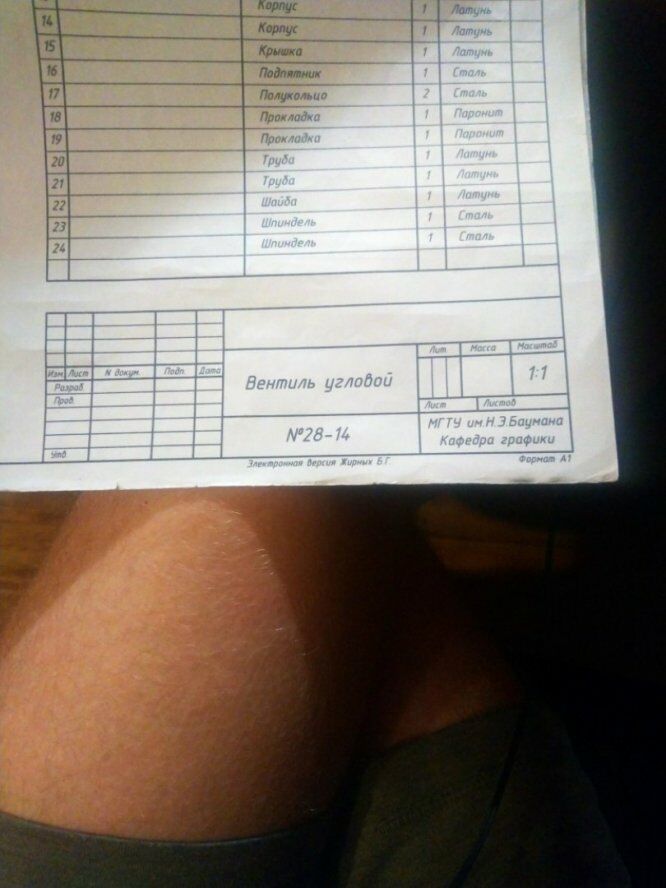 Корпус 1 Латунь
14 Корпус 1 Латунь
15 Крышка 1 Латунь
16 Подпятник 1 Сталь
17 Полукольцо 2 Сталь
18 Прокладка 1 Паронит
19 Прокладка 1 Паронит
20 Труба 1 Латунь
21 Труба 1 Латунь
22 Шайба 1 Латунь
23 Шпиндель 1 Сталь
24 Шпиндель 1 Сталь
Изм. Лист N докум. Подп. Дата
Разраб.
Пров.
Утв
Вентиль угловой
№28-14
Лит Масса Масштаб
1:1
Лист Листов
МГТУ им.Н.Э.Баумана
Кафедра графики
Электронная версия Жирных Б.Г. Формат А1